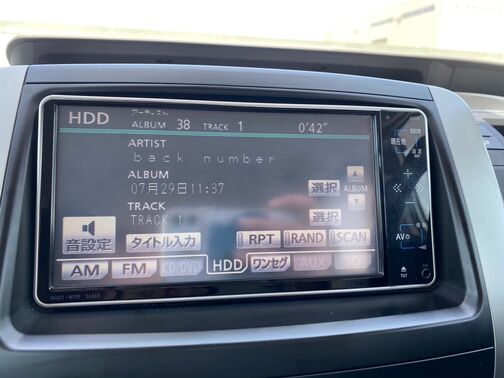 HDD
アーティスト
ALBUM 38 TRACK 1 0'42"
ARTIST
back number
ALBUM
07月29日11:37
選択
ALBUM
TRACK
TRACK 1
選択
音設定
タイトル入力
RPT
RAND
SCAN
AM
FM
CD/DVD
HDD
ワンセグ
AUX
SD
現在地
AV